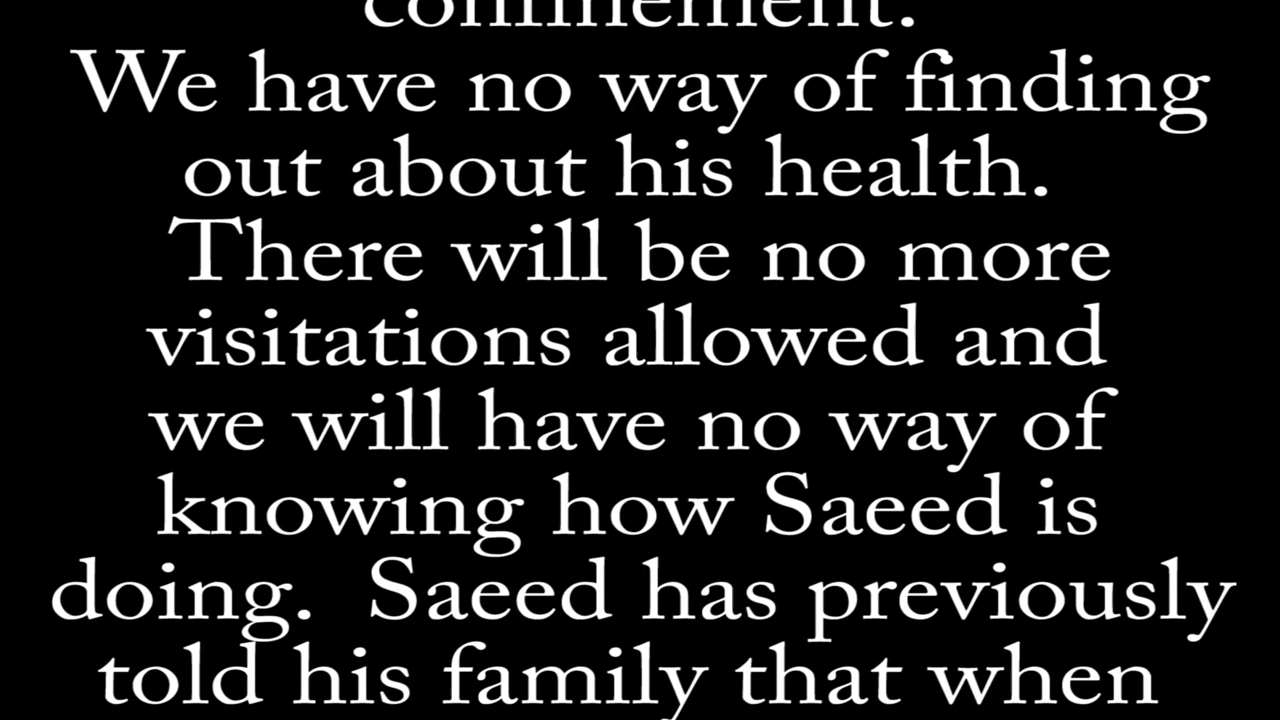 confinement.
We have no way of finding
out about his health.
There will be no more
visitations allowed and
we will have no way of
knowing how Saeed is
doing.  Saeed has previously
told his family that when